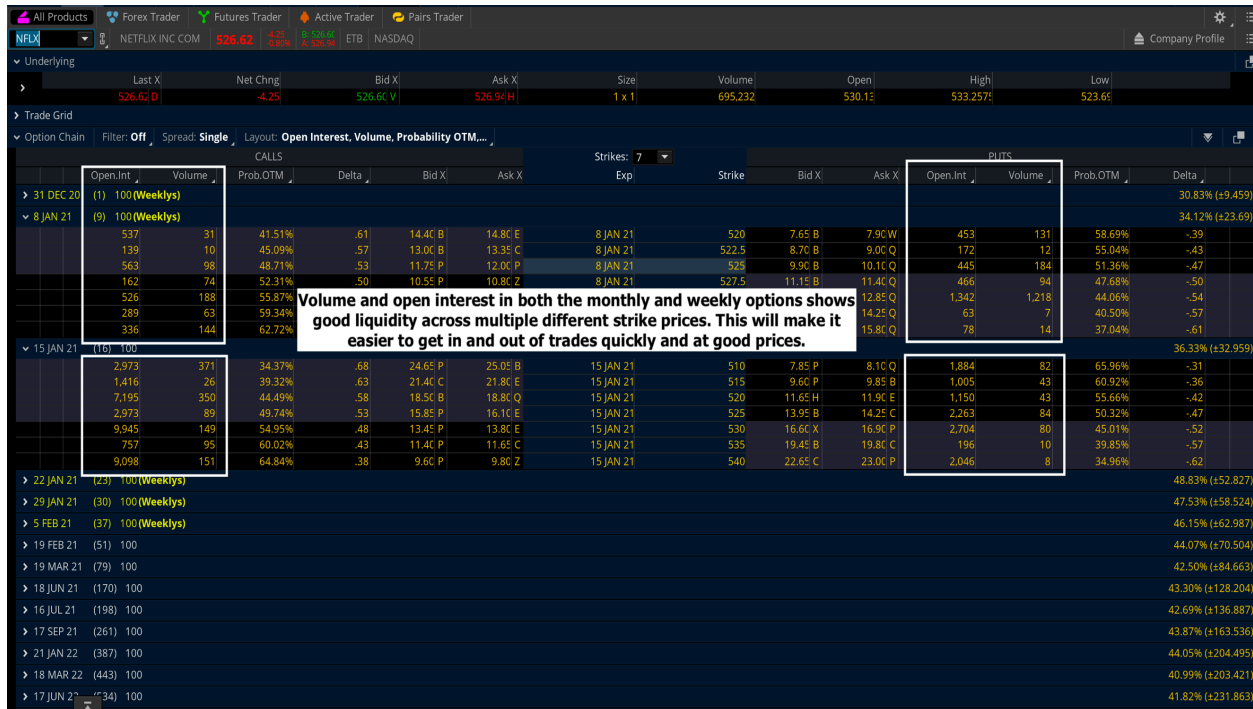 All Products Forex Trader Futures Trader Active Trader Pairs Trader
NFLX NETFLIX INC COM 526.62 -4.25 -0.80% B: 526.60 A: 526.94 ETB NASDAQ Company Profile
Underlying
Last X Net Chng Bid X Ask X Size Volume Open High Low
526.62 D -4.25 526.60 V 526.94 H 1 x 1 695,232 530.13 533.2575 523.69
Trade Grid
Option Chain Filter: Off Spread: Single Layout: Open Interest, Volume, Probability OTM,...
CALLS Strikes: 7 PUTS
Open.Int Volume Prob.OTM Delta Bid X Ask X Exp Strike Bid X Ask X Open.Int Volume Prob.OTM Delta
31 DEC 20 (1) 100 (Weeklys) 30.83% (±9.459)
8 JAN 21 (9) 100 (Weeklys) 34.12% (±23.69)
537 31 41.51% .61 14.40 B 14.80 E 8 JAN 21 520 7.65 B 7.90 W 453 131 58.69% -.39
139 10 45.09% .57 13.00 B 13.35 C 8 JAN 21 522.5 8.70 B 9.00 Q 172 12 55.04% -.43
563 98 48.71% .53 11.75 P 12.00 P 8 JAN 21 525 9.90 B 10.10 Q 445 184 51.36% -.47
162 74 52.31% .50 10.55 P 10.80 Z 8 JAN 21 527.5 11.15 B 11.40 Q 466 94 47.68% -.50
526 188 55.87% 12.85 Q 1,342 1,218 44.06% -.54
289 63 59.34% 14.25 Q 63 7 40.50% -.57
336 144 62.72% 15.80 Q 78 14 37.04% -.61
Volume and open interest in both the monthly and weekly options shows
good liquidity across multiple different strike prices. This will make it
easier to get in and out of trades quickly and at good prices.
15 JAN 21 (16) 100 36.33% (±32.959)
2,973 371 34.37% .68 24.65 P 25.05 B 15 JAN 21 510 7.85 P 8.10 Q 1,884 82 65.96% -.31
1,416 26 39.32% .63 21.40 C 21.80 E 15 JAN 21 515 9.60 P 9.85 B 1,005 43 60.92% -.36
7,195 350 44.49% .58 18.50 B 18.80 Q 15 JAN 21 520 11.65 H 11.90 E 1,150 43 55.66% -.42
2,973 89 49.74% .53 15.85 P 16.10 E 15 JAN 21 525 13.95 B 14.25 C 2,263 84 50.32% -.47
9,945 149 54.95% .48 13.45 P 13.80 E 15 JAN 21 530 16.60 X 16.90 P 2,704 80 45.01% -.52
757 95 60.02% .43 11.40 P 11.65 C 15 JAN 21 535 19.45 B 19.80 C 196 10 39.85% -.57
9,098 151 64.84% .38 9.60 P 9.80 Z 15 JAN 21 540 22.65 C 23.00 P 2,046 8 34.96% -.62
22 JAN 21 (23) 100 (Weeklys) 48.83% (±52.827)
29 JAN 21 (30) 100 (Weeklys) 47.53% (±58.524)
5 FEB 21 (37) 100 (Weeklys) 46.15% (±62.987)
19 FEB 21 (51) 100 44.07% (±70.504)
19 MAR 21 (79) 100 42.50% (±84.663)
18 JUN 21 (170) 100 43.30% (±128.204)
16 JUL 21 (198) 100 42.69% (±136.887)
17 SEP 21 (261) 100 43.87% (±163.536)
21 JAN 22 (387) 100 44.05% (±204.495)
18 MAR 22 (443) 100 40.99% (±203.421)
17 JUN 22 (534) 100 41.82% (±231.863)